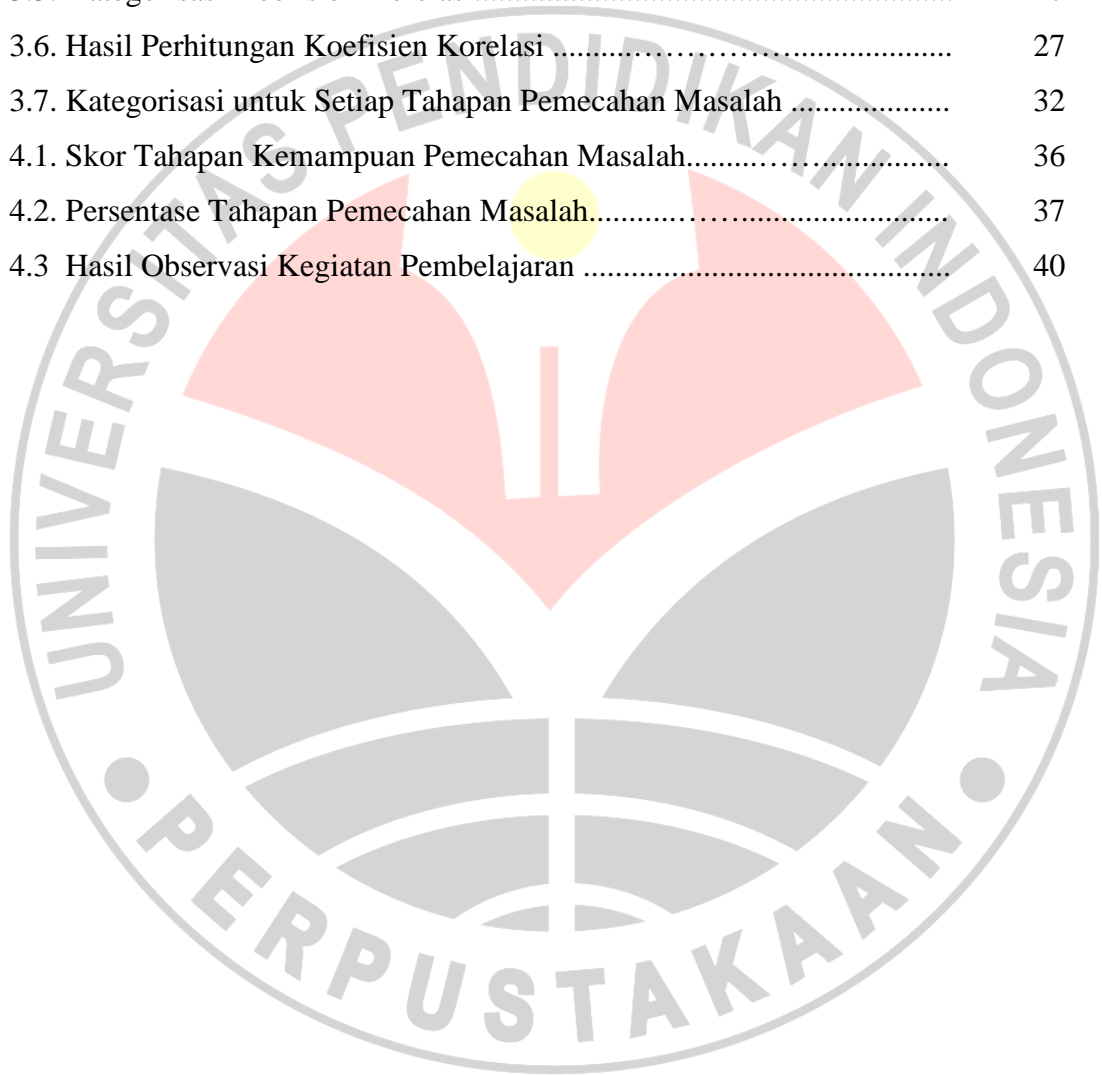 3.6. Hasil Perhitungan Koefisien Korelasi .................................................. 27
3.7. Kategorisasi untuk Setiap Tahapan Pemecahan Masalah .................... 32
4.1. Skor Tahapan Kemampuan Pemecahan Masalah................................. 36
4.2. Persentase Tahapan Pemecahan Masalah............................................. 37
4.3 Hasil Observasi Kegiatan Pembelajaran .............................................. 40
UNIVERSITAS PENDIDIKAN INDONESIA
PERPUSTAKAAN